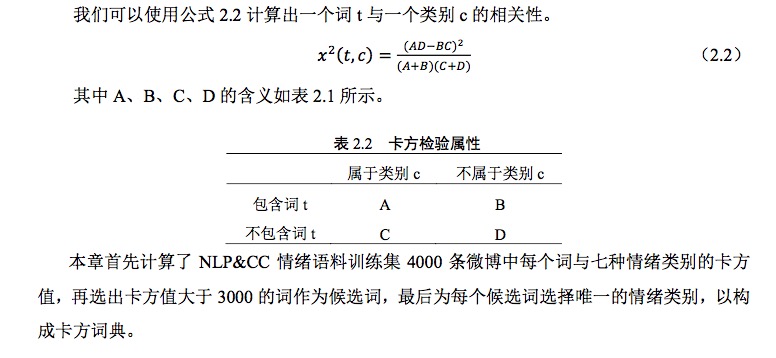 我们可以使用公式 2.2 计算出一个词 t 与一个类别 c 的相关性。
x²(t,c) = (AD−BC)² / (A+B)(C+D) （2.2）
其中 A、B、C、D 的含义如表 2.1 所示。
表 2.2 卡方检验属性
属于类别 c 不属于类别 c
包含词 t A B
不包含词 t C D
本章首先计算了 NLP&CC 情绪语料训练集 4000 条微博中每个词与七种情绪类别的卡方
值，再选出卡方值大于 3000 的词作为候选词，最后为每个候选词选择唯一的情绪类别，以构
成卡方词典。